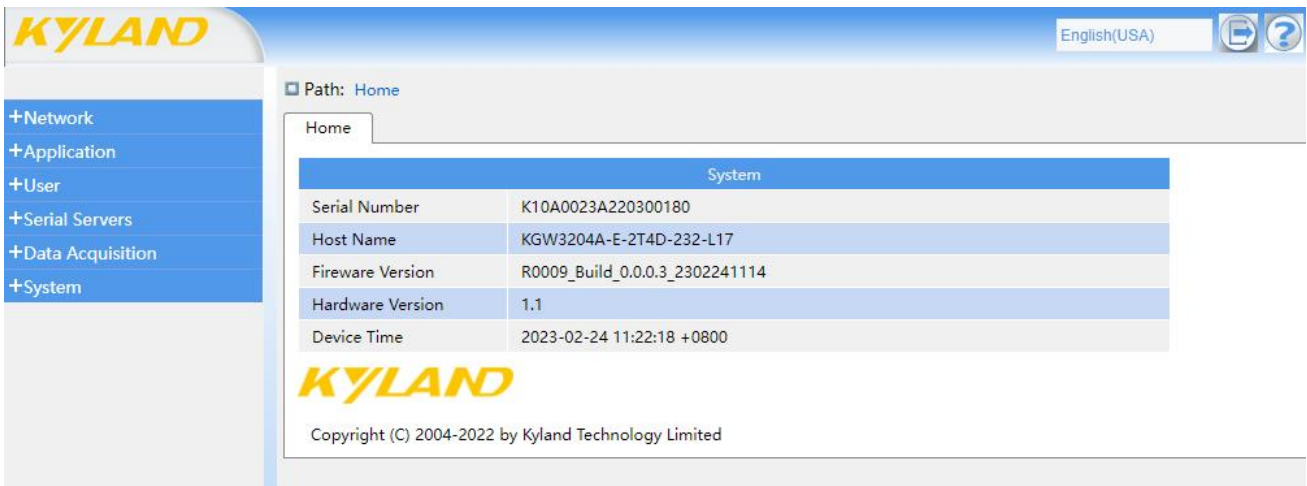 KYLAND
English(USA)
Path: Home
+Network
+Application
+User
+Serial Servers
+Data Acquisition
+System
Home
System
Serial Number K10A0023A220300180
Host Name KGW3204A-E-2T4D-232-L17
Fireware Version R0009_Build_0.0.0.3_2302241114
Hardware Version 1.1
Device Time 2023-02-24 11:22:18 +0800
KYLAND
Copyright (C) 2004-2022 by Kyland Technology Limited